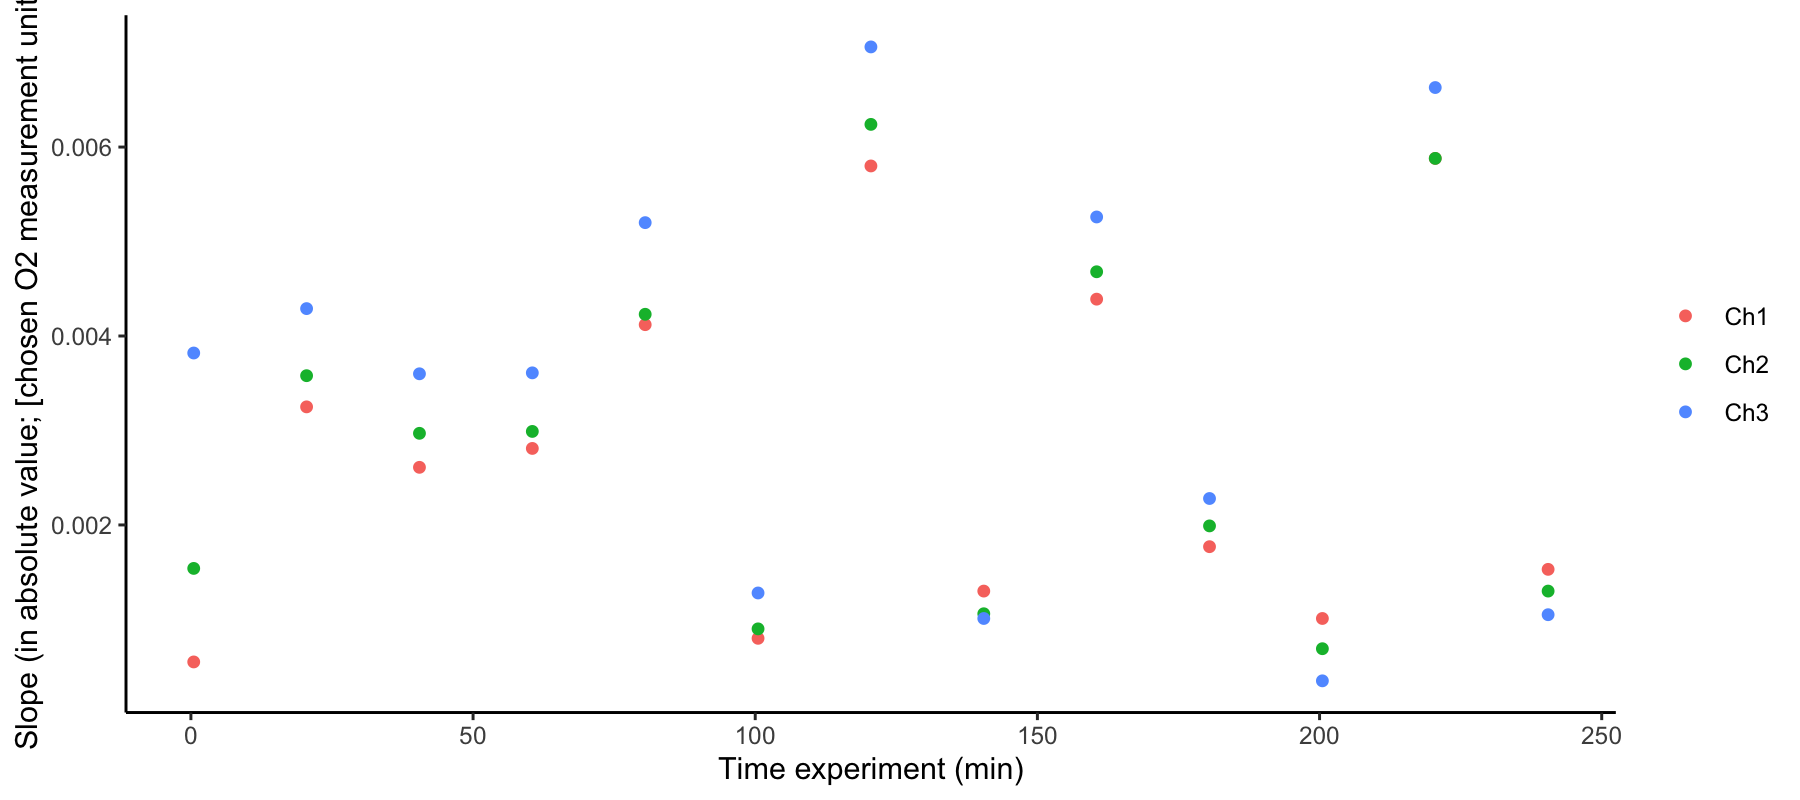 Slope (in absolute value; [chosen O2 measurement unit
0.006
0.004
0.002
0
50
100
150
200
250
Time experiment (min)
Ch1
Ch2
Ch3